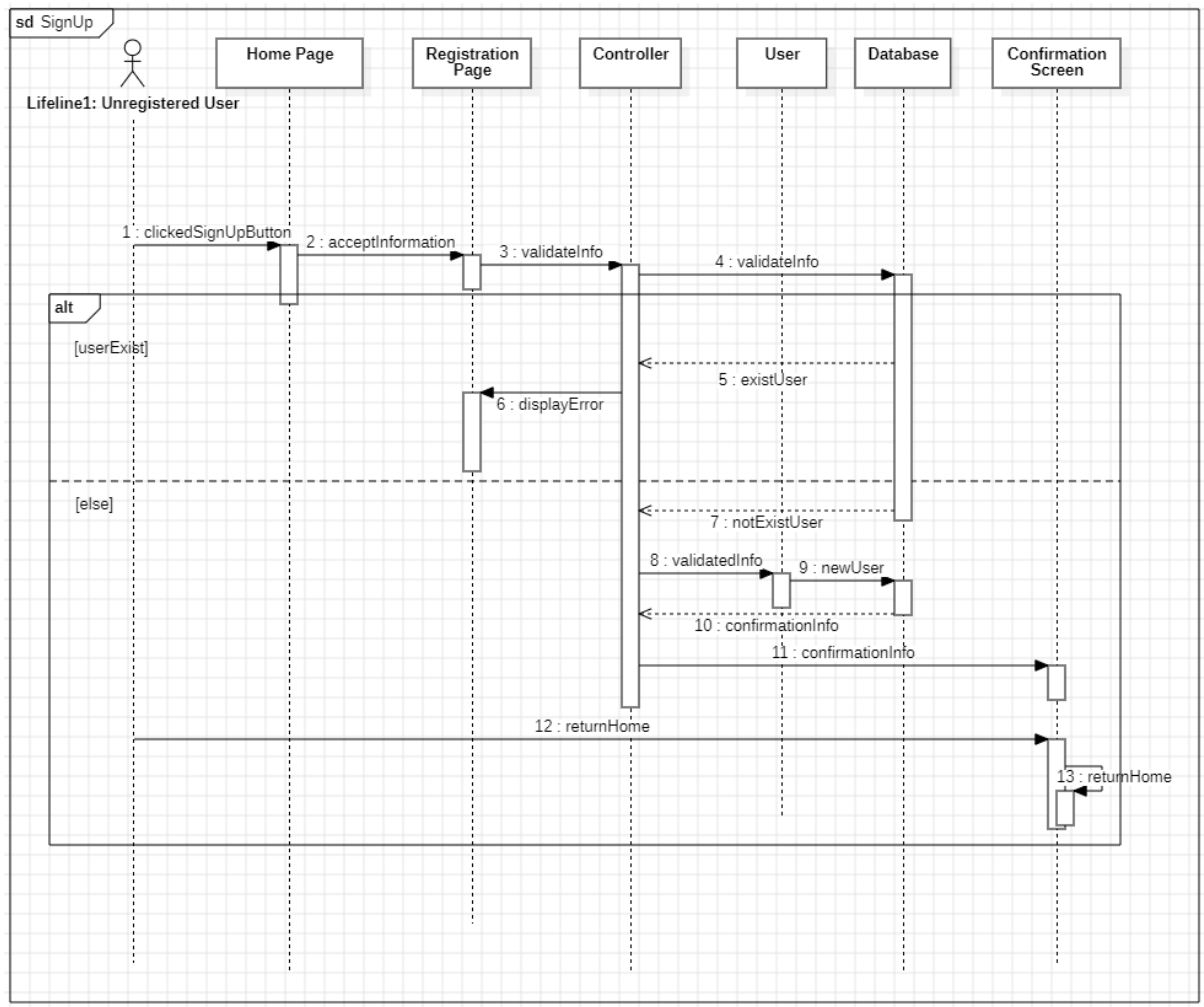 sd SignUp
Home Page
Registration
Page
Controller
User
Database
Confirmation
Screen
Lifeline1: Unregistered User
1 : clickedSignUpButton
2 : acceptInformation
3 : validateInfo
4 : validateInfo
alt
[userExist]
5 : existUser
6 : displayError
[else]
7 : notExistUser
8 : validatedInfo
9 : newUser
10 : confirmationInfo
11 : confirmationInfo
12 : returnHome
13 : returnHome